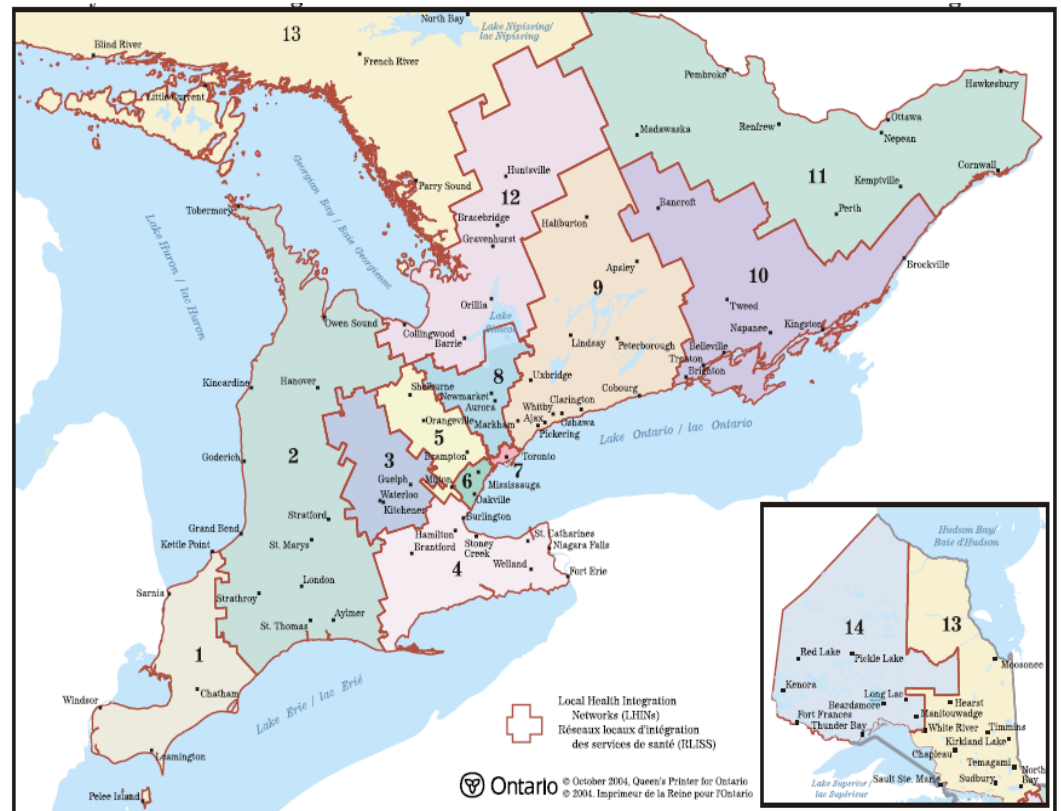 13
North Bay
Lake Nipissing/
lac Nipissing
Blind River
French River
Little Current
Pembroke
Hawkesbury
Ottawa
Nepean
Renfrew
Madawaska
Cornwall
Kemptville
11
Perth
Huntsville
12
Parry Sound
Georgian Bay / Baie Georgienne
Tobermory
Lake Huron / lac Huron
Bracebridge
Gravenhurst
Haliburton
Bancroft
Apsley
9
10
Brockville
Orillia
Lake
Simcoe
Tweed
Napanee
Kingston
Owen Sound
Collingwood
Barrie
Lindsay
Peterborough
Belleville
Trenton
Brighton
Kincardine
Hanover
Shelburne
8
Newmarket
Aurora
Uxbridge
Cobourg
Clarington
Whitby
Oshawa
Markham
Ajax
Pickering
Orangeville
5
Lake Ontario / lac Ontario
Goderich
2
3
Brampton
Toronto
7
Guelph
Milton
6
Mississauga
Waterloo
Kitchener
Oakville
Burlington
Stratford
Grand Bend
Kettle Point
St. Marys
Hamilton
Brantford
Stoney
Creek
St. Catharines
Niagara Falls
4
Welland
Fort Erie
Sarnia
Strathroy
London
St. Thomas
Aylmer
1
Chatham
Windsor
Leamington
Pelee Island
Lake Erie / lac Erié
Local Health Integration
Networks (LHINs)
Réseaux locaux d'intégration
des services de santé (RLISS)
Ontario
© October 2004, Queen's Printer for Ontario
© 2004, Imprimeur de la Reine pour l'Ontario
Hudson Bay/
Baie d'Hudson
14
13
Red Lake
Pickle Lake
Moosonee
Kenora
Long Lac
Beardsmore
Hearst
Manitouwadge
Fort Frances
Thunder Bay
White River
Timmins
Kirkland Lake
Chapleau
Temagami
North
Bay
Sault Ste. Marie
Sudbury
Lake Superior /
lac Supérieur